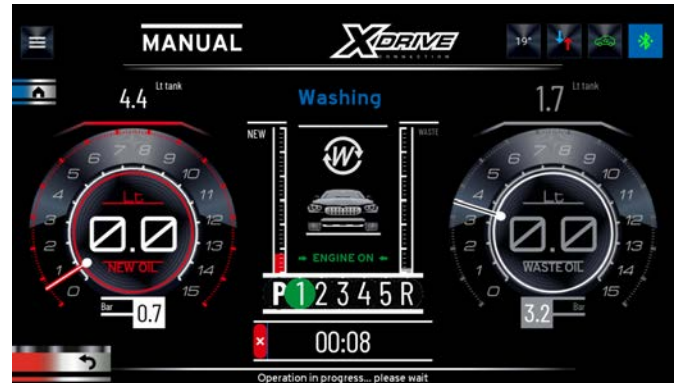 MANUAL
XDRIVE
CONNECTION
19°
4.4 Lt tank
Washing
1.7 Lt tank
NEW
WASTE
W
0 1 2 3 4 5 6 7 8 9 10 11 12 13 14 15
Lt
0.0
NEW OIL
Bar
0.7
ENGINE ON
P 1 2 3 4 5 R
0 1 2 3 4 5 6 7 8 9 10 11 12 13 14 15
Lt
0.0
WASTE OIL
3.2
Bar
×
00:08
Operation in progress... please wait